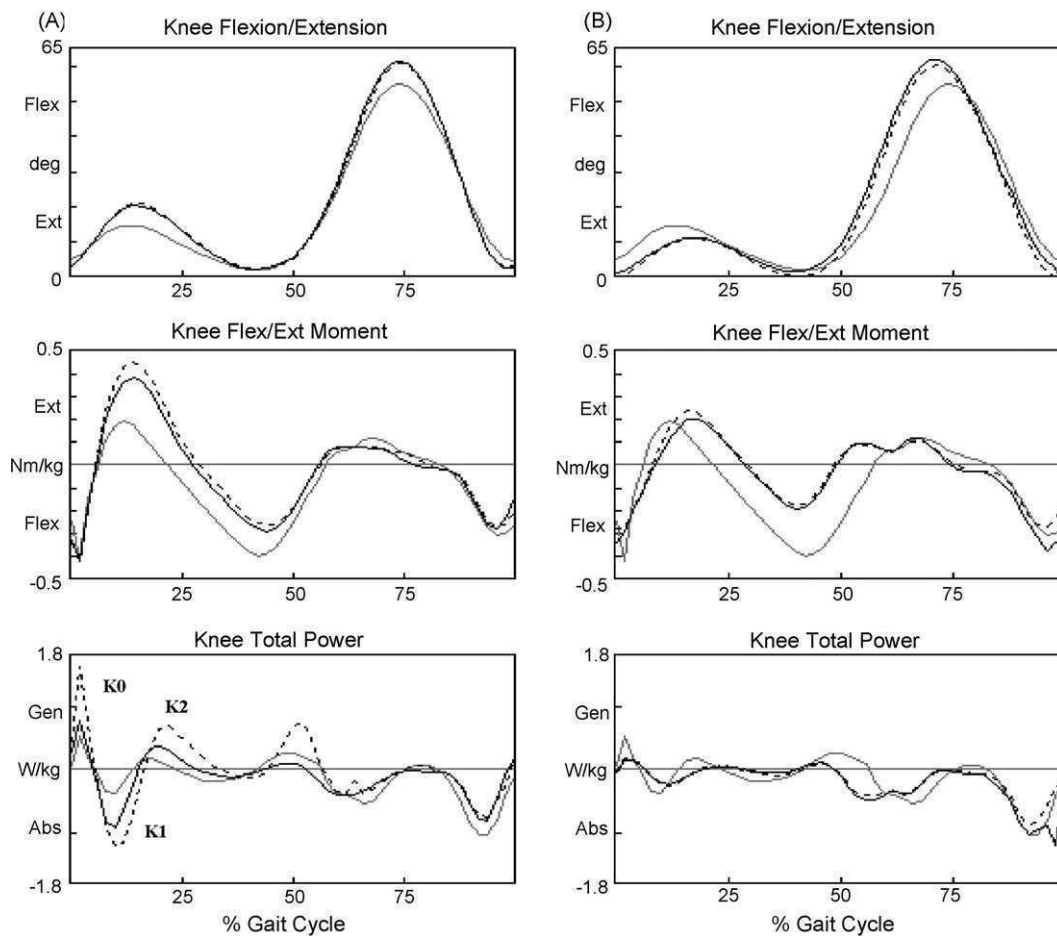 (A)
Knee Flexion/Extension
65
Flex
deg
Ext
0
25 50 75
Knee Flex/Ext Moment
0.5
Ext
Nm/kg
Flex
-0.5
25 50 75
Knee Total Power
1.8
K0
K2
Gen
W/kg
K1
Abs
-1.8
25 50 75
% Gait Cycle
(B)
Knee Flexion/Extension
65
Flex
deg
Ext
0
25 50 75
Knee Flex/Ext Moment
0.5
Ext
Nm/kg
Flex
-0.5
25 50 75
Knee Total Power
1.8
Gen
W/kg
Abs
-1.8
25 50 75
% Gait Cycle